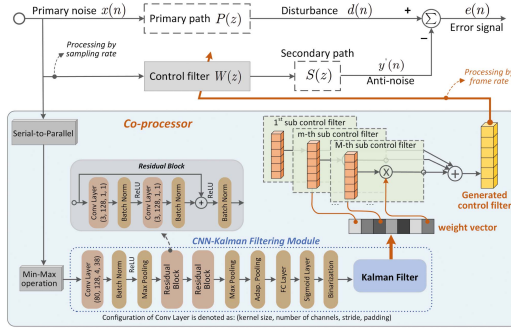 Primary noise x(n)
Primary path P(z)
Disturbance d(n)
+
Σ
e(n)
Error signal
−
Processing by
sampling rate
Control filter W(z)
Secondary path
S(z)
y'(n)
Anti-noise
Processing by
frame rate
Serial-to-Parallel
Co-processor
1st sub control filter
m-th sub control filter
M-th sub control filter
Generated
control filter
weight vector
Residual Block
Conv Layer
(3, 128, 1, 1)
Batch Norm
ReLU
Conv Layer
(3, 128, 1, 1)
Batch Norm
ReLU
Batch Norm
CNN-Kalman Filtering Module
Min-Max
operation
Conv Layer
(80, 128, 4, 38)
Batch Norm
ReLU
Max Pooling
Residual
Block
Residual
Block
Max Pooling
Adap. Pooling
FC Layer
Sigmoid Layer
Binarization
Kalman Filter
Configuration of Conv Layer is denoted as: (kernel size, number of channels, stride, padding)